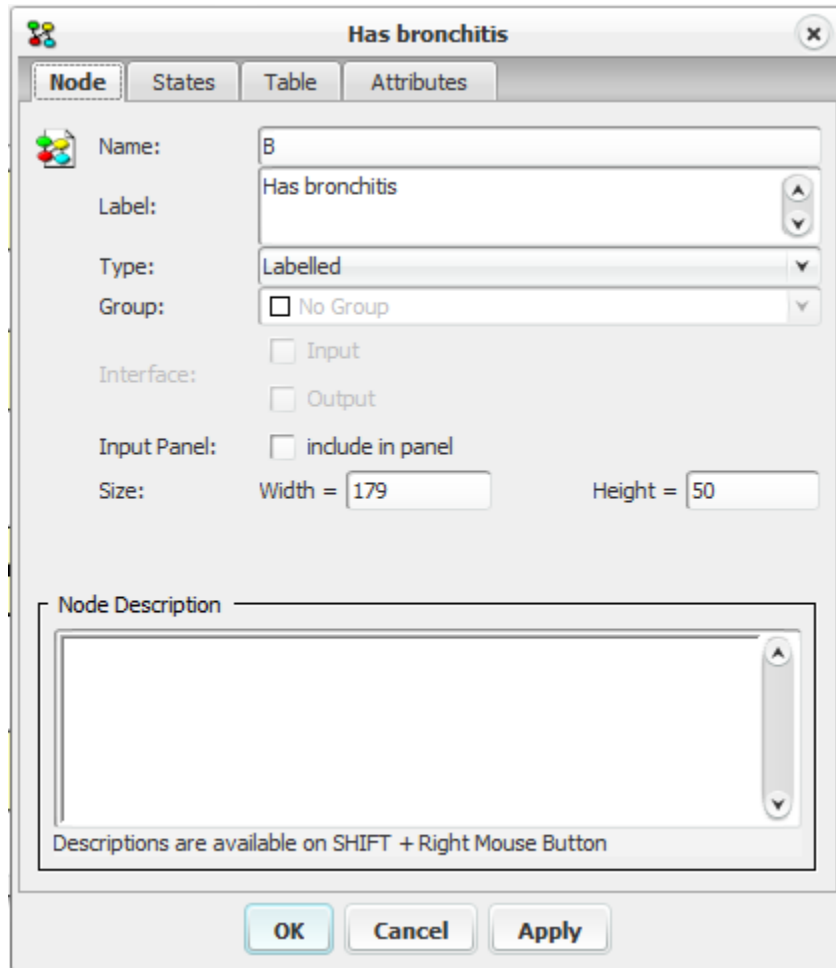 Has bronchitis
Node States Table Attributes
Name: B
Label: Has bronchitis
Type: Labelled
Group: No Group
Interface: Input
Output
Input Panel: include in panel
Size: Width = 179 Height = 50
Node Description
Descriptions are available on SHIFT + Right Mouse Button
OK Cancel Apply